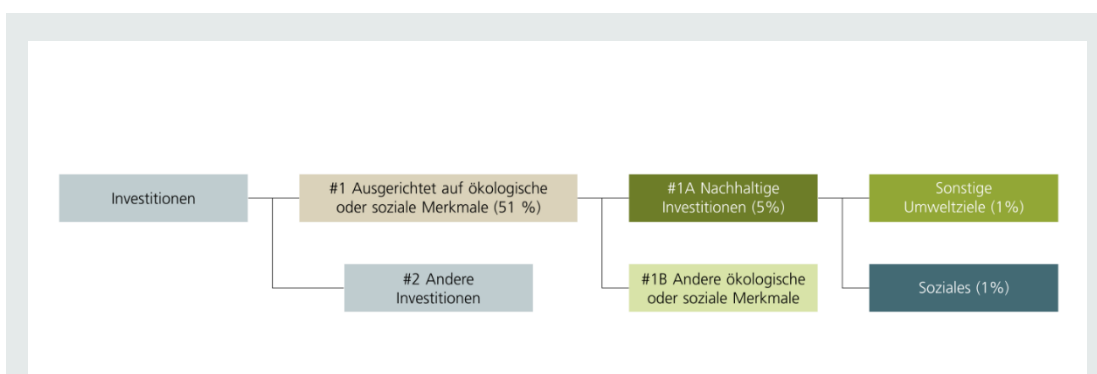 Investitionen
#1 Ausgerichtet auf ökologische
oder soziale Merkmale (51 %)
#1A Nachhaltige
Investitionen (5%)
Sonstige
Umweltziele (1%)
#2 Andere
Investitionen
#1B Andere ökologische
oder soziale Merkmale
Soziales (1%)